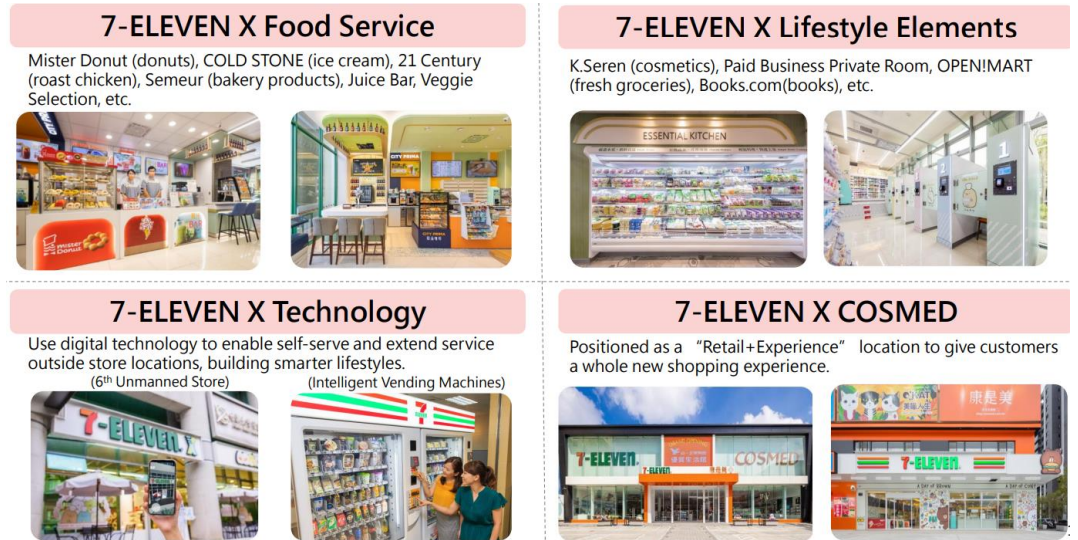 7-ELEVEN X Food Service
Mister Donut (donuts), COLD STONE (ice cream), 21 Century
(roast chicken), Semeur (bakery products), Juice Bar, Veggie
Selection, etc.
CITY PRIMA
Mister
Donut
CITY PRIMA
CITY PRIMA
7-ELEVEN X Lifestyle Elements
K.Seren (cosmetics), Paid Business Private Room, OPEN!MART
(fresh groceries), Books.com(books), etc.
ESSENTIAL KITCHEN
1
2
7-ELEVEN X Technology
Use digital technology to enable self-serve and extend service
outside store locations, building smarter lifestyles.
(6th Unmanned Store)
(Intelligent Vending Machines)
7-ELEVEN X
7-ELEVEN X COSMED
Positioned as a “Retail+Experience” location to give customers
a whole new shopping experience.
7-ELEVEN
7-ELEVEN
COSMED
康是美
7-ELEVEN